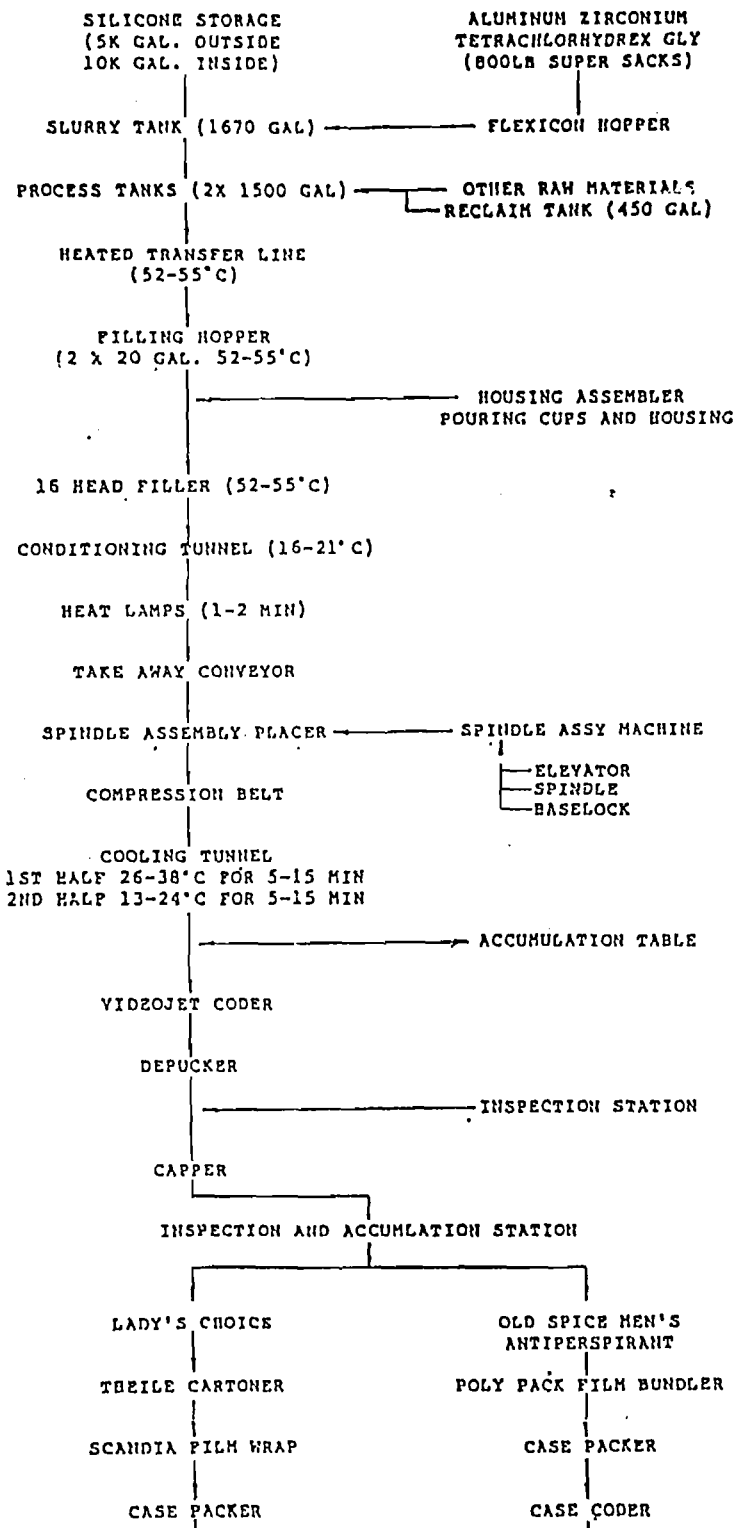 SILICONE STORAGE
(5K GAL. OUTSIDE
10K GAL. INSIDE)
ALUMINUM ZIRCONIUM
TETRACHLORHYDREX GLY
(800LB SUPER SACKS)
SLURRY TANK (1670 GAL)
FLEXICON HOPPER
PROCESS TANKS (2X 1500 GAL)
OTHER RAW MATERIALS
RECLAIM TANK (450 GAL)
HEATED TRANSFER LINE
(52-55°C)
FILLING HOPPER
(2 X 20 GAL. 52-55°C)
HOUSING ASSEMBLER
POURING CUPS AND HOUSING
16 HEAD FILLER (52-55°C)
CONDITIONING TUNNEL (16-21°C)
HEAT LAMPS (1-2 MIN)
TAKE AWAY CONVEYOR
SPINDLE ASSEMBLY PLACER
SPINDLE ASSY MACHINE
ELEVATOR
SPINDLE
BASELOCK
COMPRESSION BELT
COOLING TUNNEL
1ST HALF 26-38°C FOR 5-15 MIN
2ND HALF 13-24°C FOR 5-15 MIN
ACCUMULATION TABLE
VIDEOJET CODER
DEPUCKER
INSPECTION STATION
CAPPER
INSPECTION AND ACCUMLATION STATION
LADY'S CHOICE
OLD SPICE MEN'S
ANTIPERSPIRANT
THEILE CARTONER
POLY PACK FILM BUNDLER
SCANDIA FILM WRAP
CASE PACKER
CASE PACKER
CASE CODER